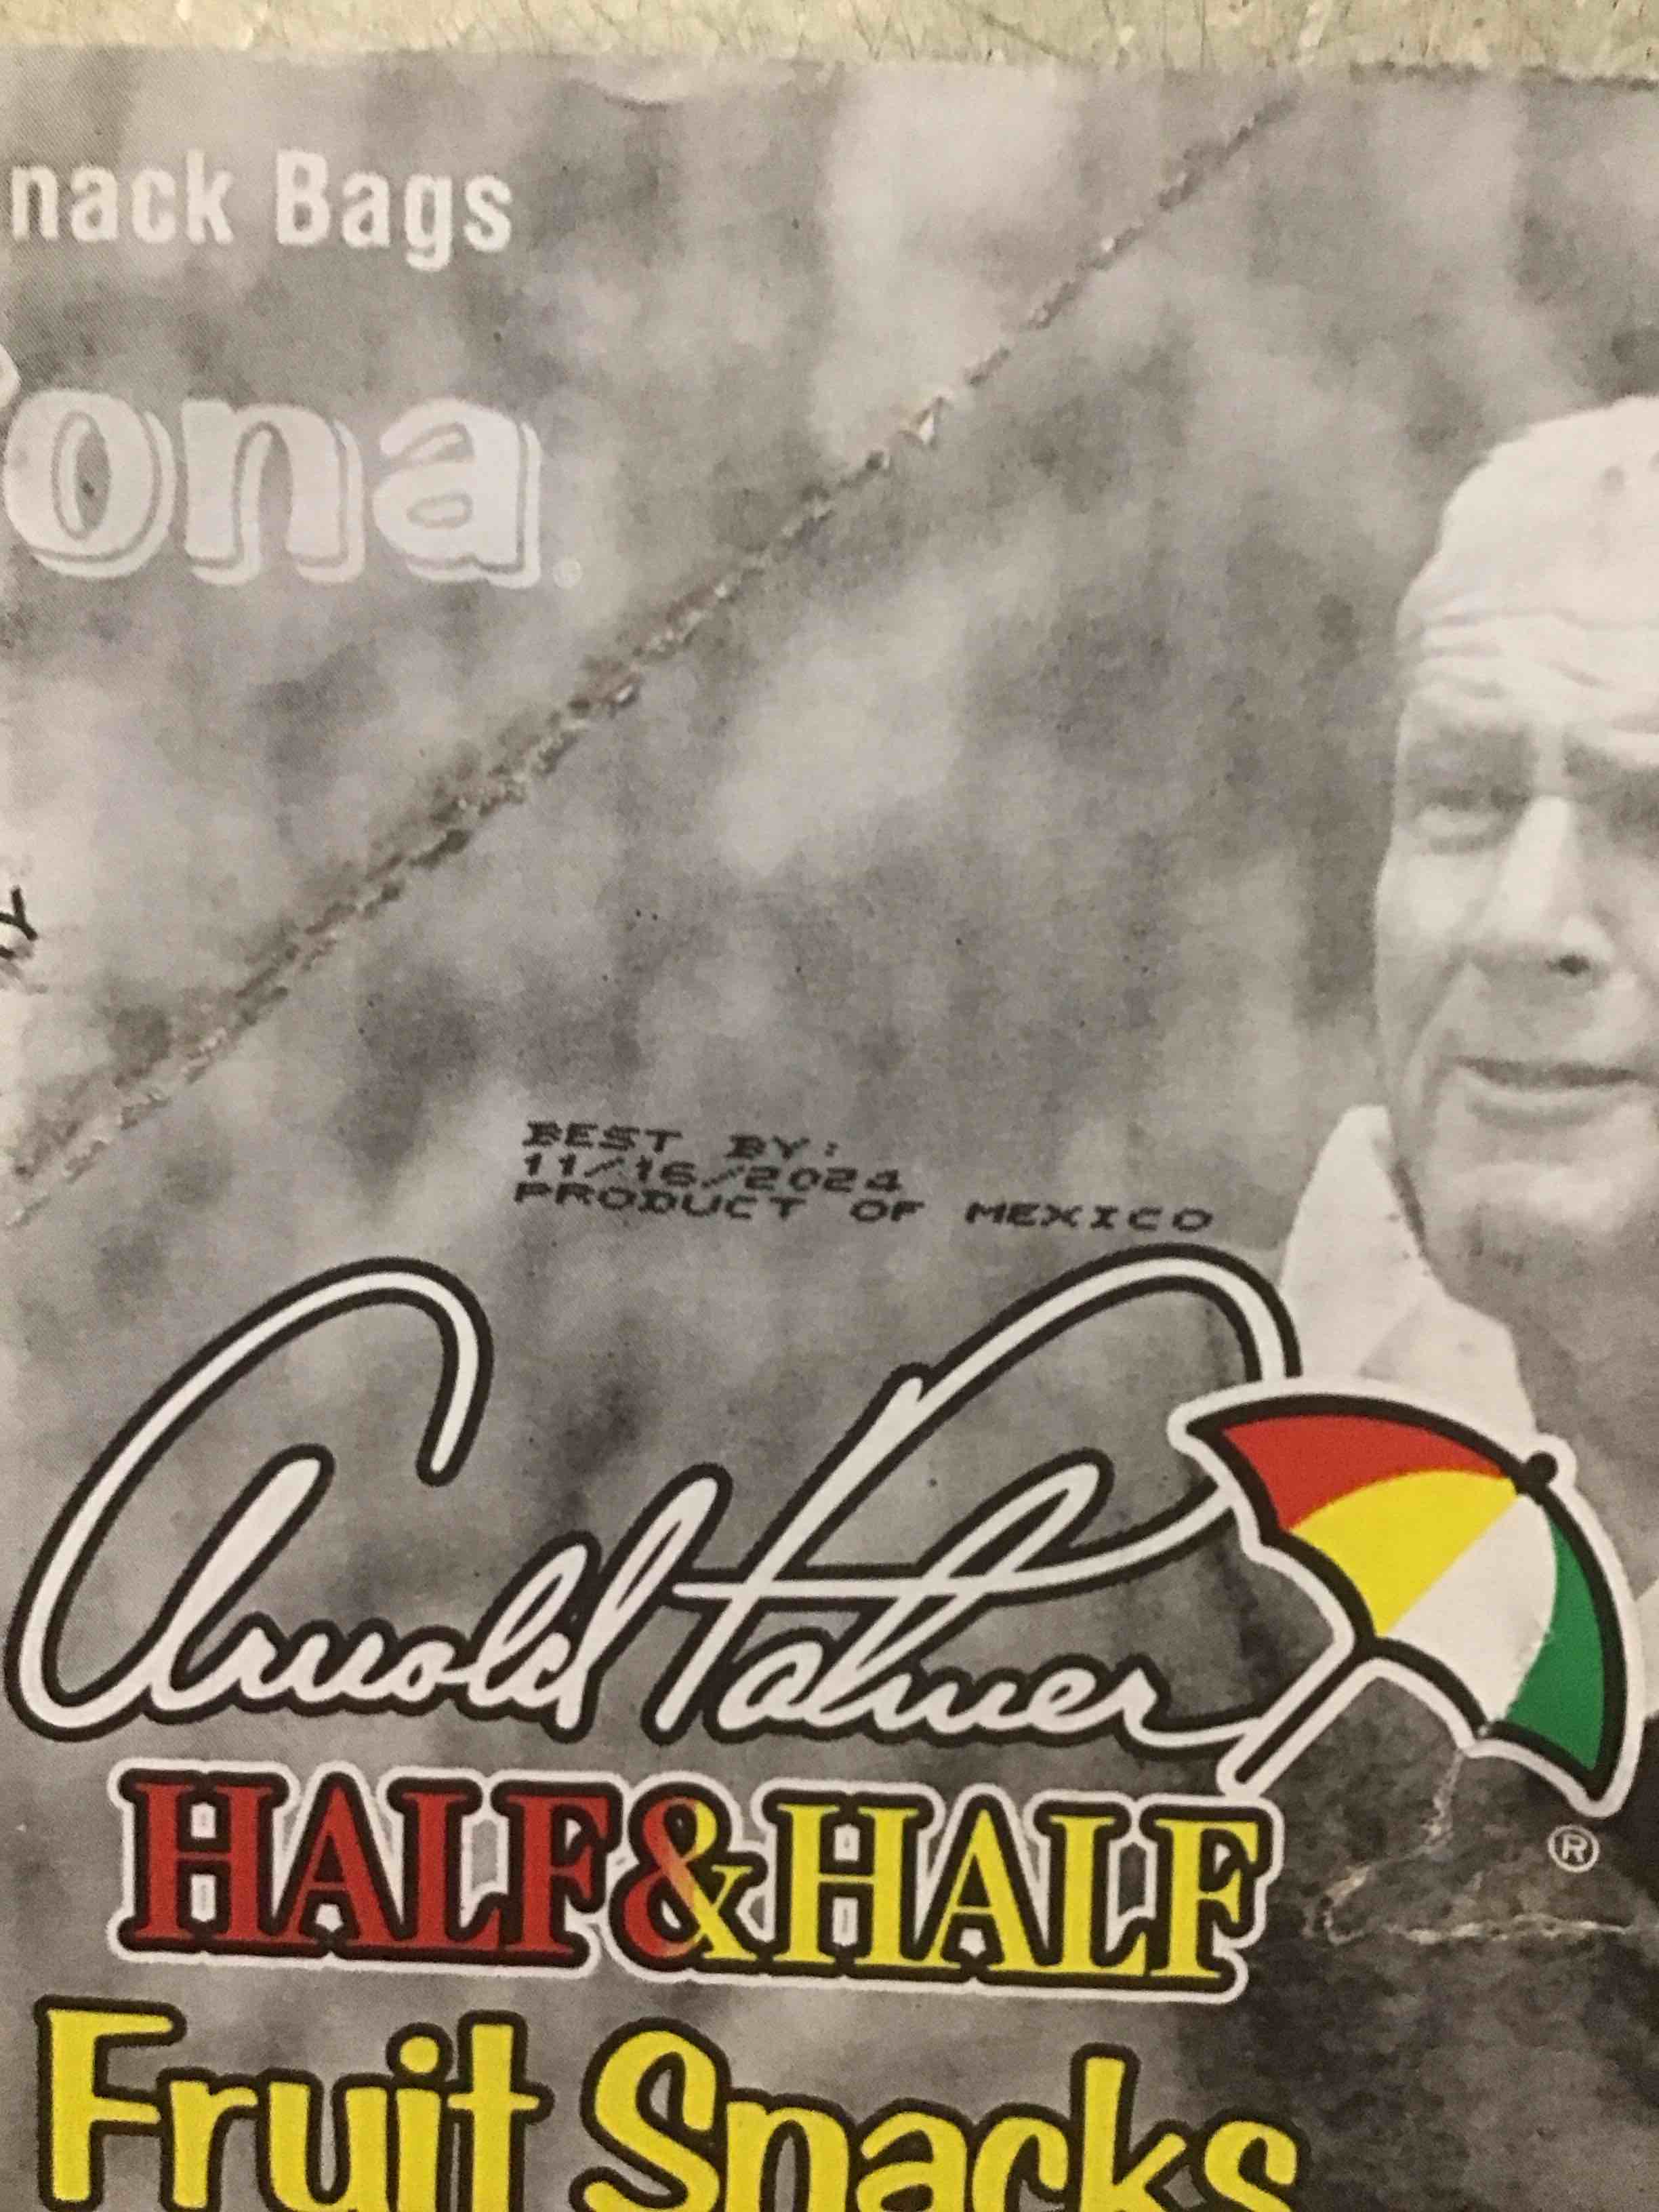 nack Bags
ona
BEST BY:
11/16/2024
PRODUCT OF MEXICO
Arnold Palmer
HALF & HALF
®
Fruit Snacks